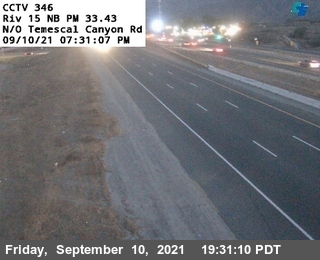 CCTV 346
Riv 15 NB PM 33.43
N/O Temescal Canyon Rd
09/10/21 07:31:07 PM
Friday, September 10, 2021 19:31:10 PDT